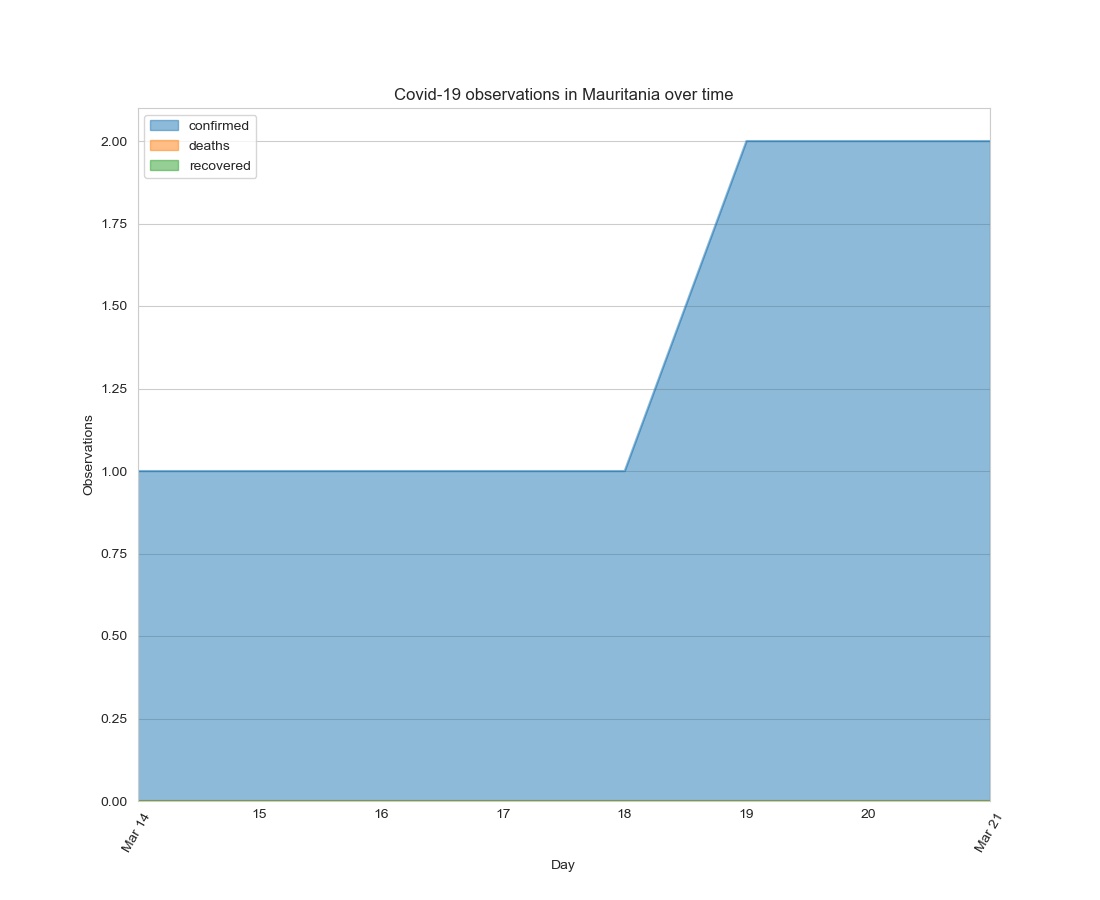 Covid-19 observations in Mauritania over time
confirmed
deaths
recovered
2.00
1.75
1.50
1.25
1.00
0.75
0.50
0.25
0.00
Observations
Mar 14
15
16
17
18
19
20
Mar 21
Day